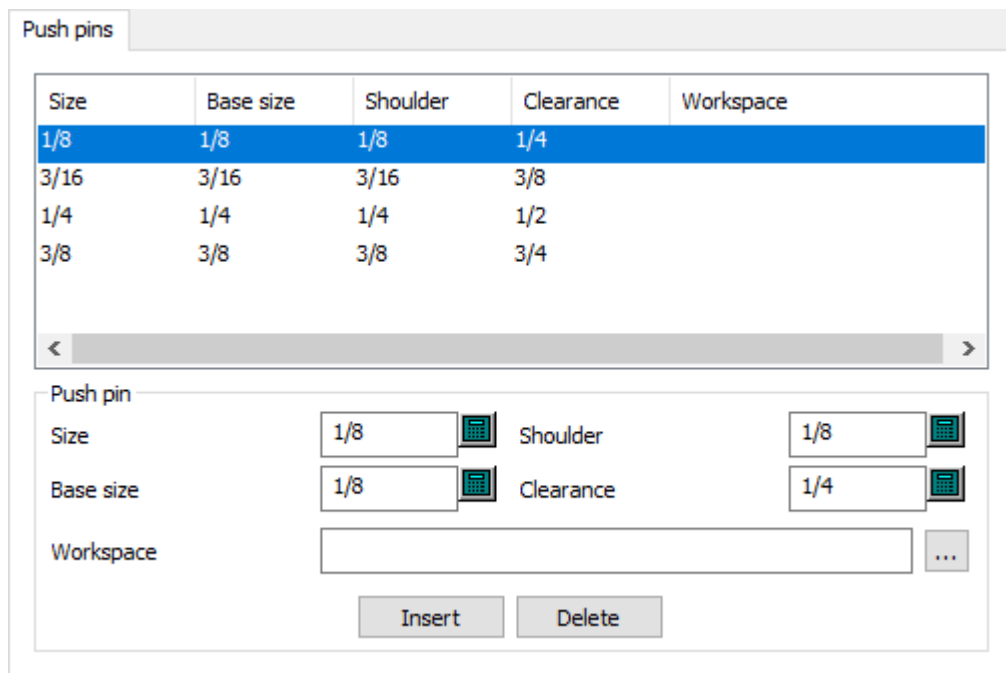 Push pins
Size Base size Shoulder Clearance Workspace
1/8 1/8 1/8 1/4
3/16 3/16 3/16 3/8
1/4 1/4 1/4 1/2
3/8 3/8 3/8 3/4
Push pin
Size 1/8 Shoulder 1/8
Base size 1/8 Clearance 1/4
Workspace ...
Insert Delete